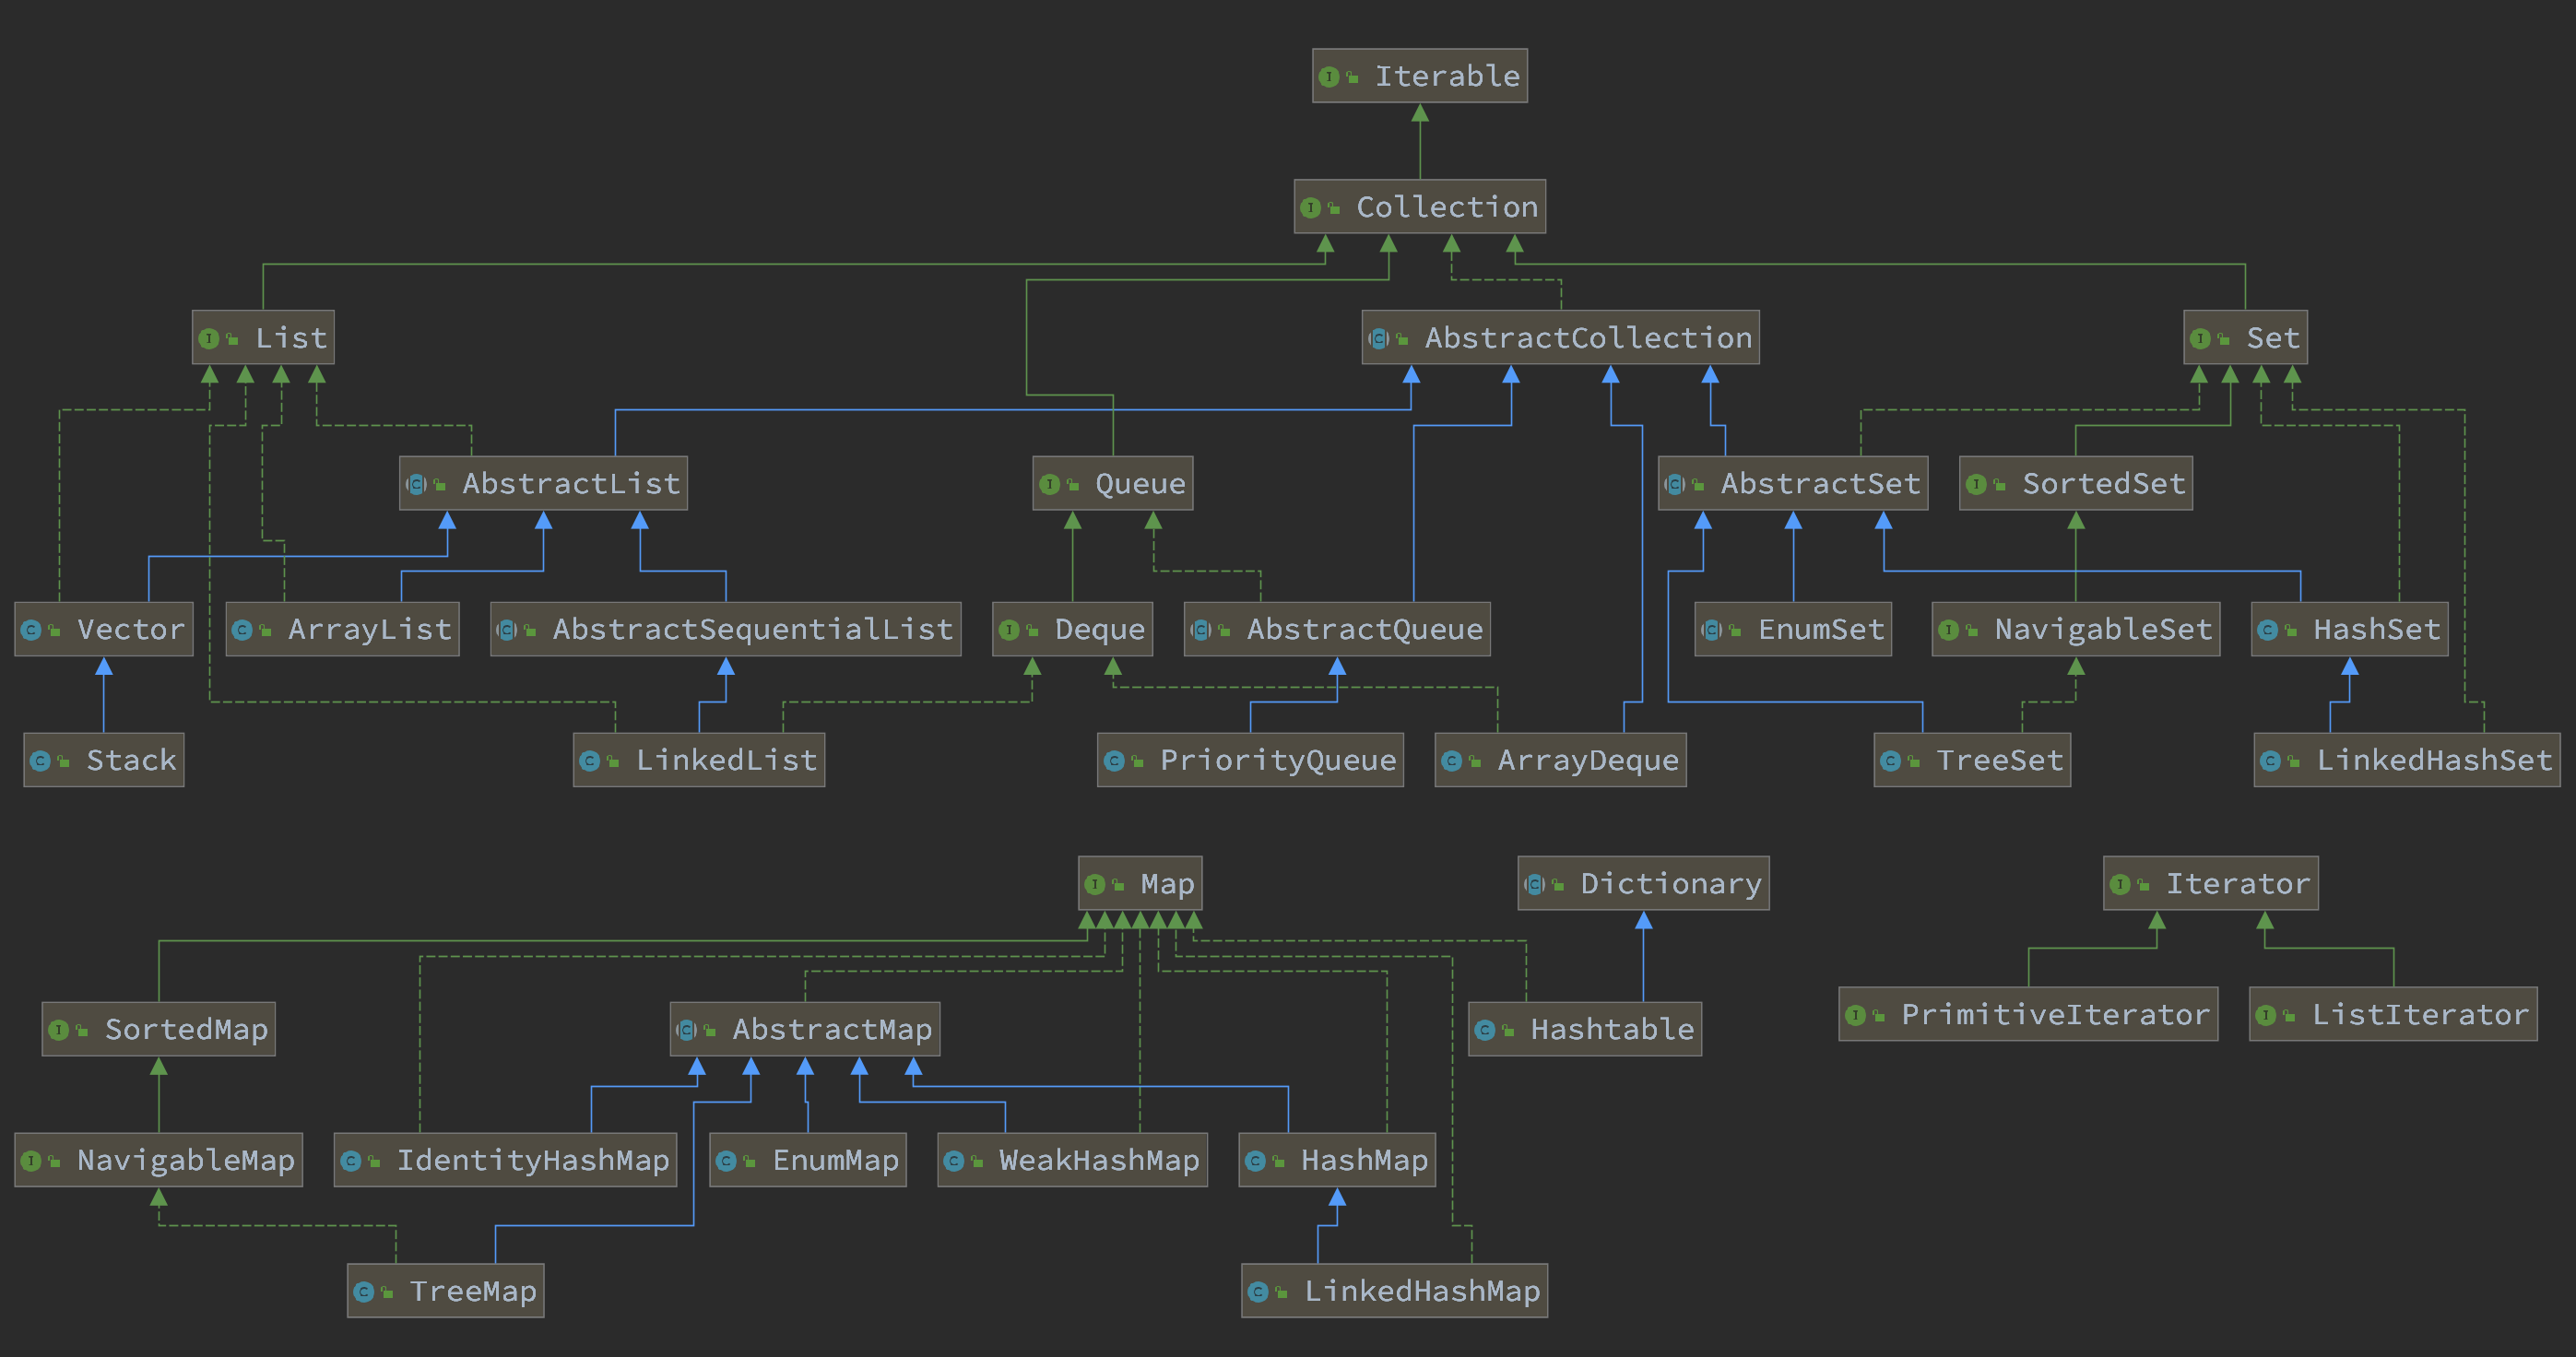 Iterable
Collection
List
AbstractCollection
Set
AbstractList
Queue
AbstractSet
SortedSet
Vector
ArrayList
AbstractSequentialList
Deque
AbstractQueue
EnumSet
NavigableSet
HashSet
Stack
LinkedList
PriorityQueue
ArrayDeque
TreeSet
LinkedHashSet
Map
Dictionary
Iterator
SortedMap
AbstractMap
Hashtable
PrimitiveIterator
ListIterator
NavigableMap
IdentityHashMap
EnumMap
WeakHashMap
HashMap
TreeMap
LinkedHashMap